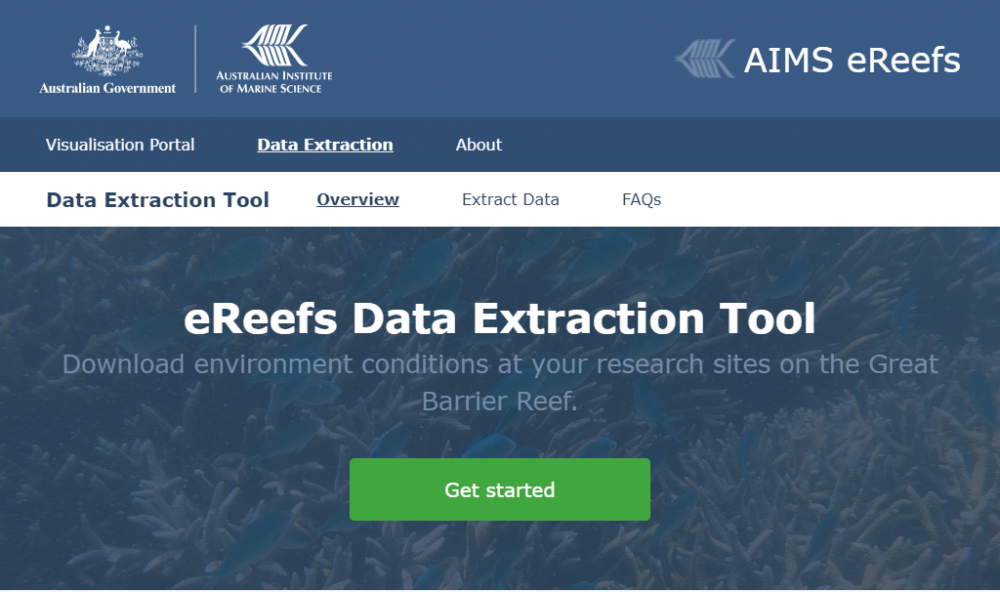 Australian Government
AUSTRALIAN INSTITUTE
OF MARINE SCIENCE
AIMS eReefs
Visualisation Portal
Data Extraction
About
Data Extraction Tool
Overview
Extract Data
FAQs
eReefs Data Extraction Tool
Download environment conditions at your research sites on the Great
Barrier Reef.
Get started